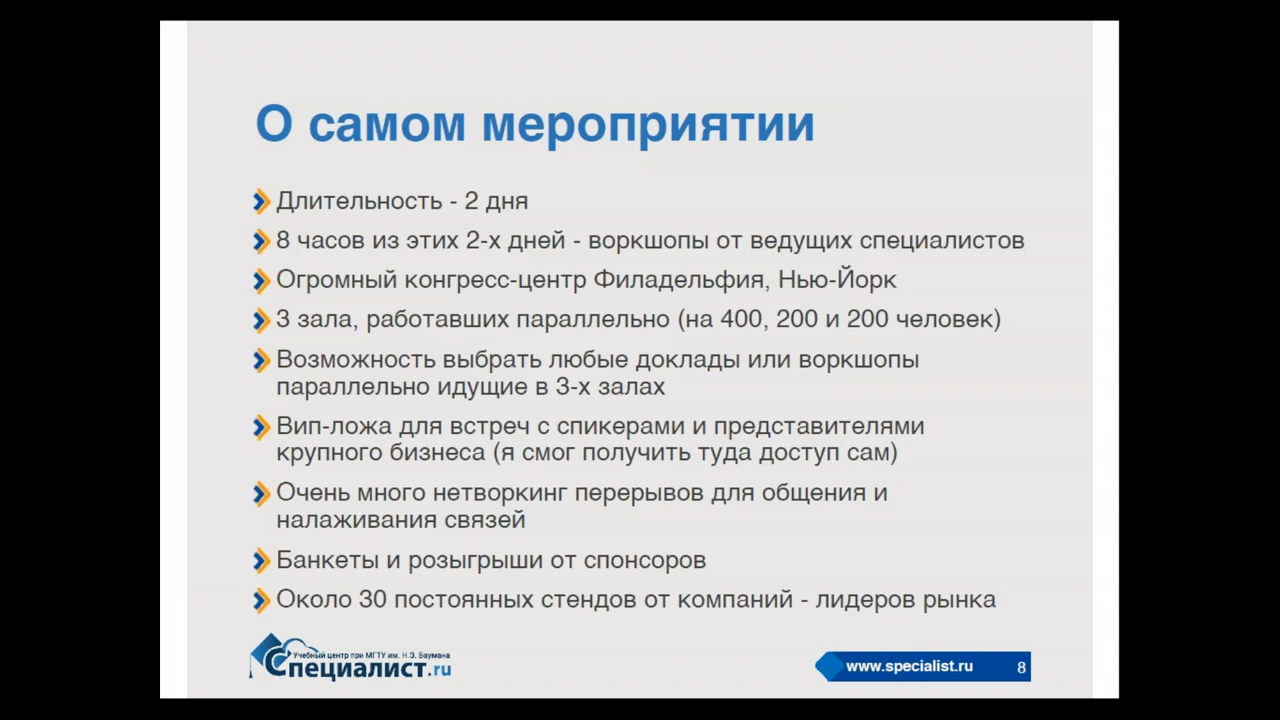 О самом мероприятии
Длительность - 2 дня
8 часов из этих 2-х дней - воркшопы от ведущих специалистов
Огромный конгресс-центр Филадельфия, Нью-Йорк
3 зала, работавших параллельно (на 400, 200 и 200 человек)
Возможность выбрать любые доклады или воркшопы
параллельно идущие в 3-х залах
Вип-ложа для встреч с спикерами и представителями
крупного бизнеса (я смог получить туда доступ сам)
Очень много нетворкинг перерывов для общения и
налаживания связей
Банкеты и розыгрыши от спонсоров
Около 30 постоянных стендов от компаний - лидеров рынка
Учебный центр при МГТУ им. Н.Э. Баумана
Специалист.ru
www.specialist.ru 8